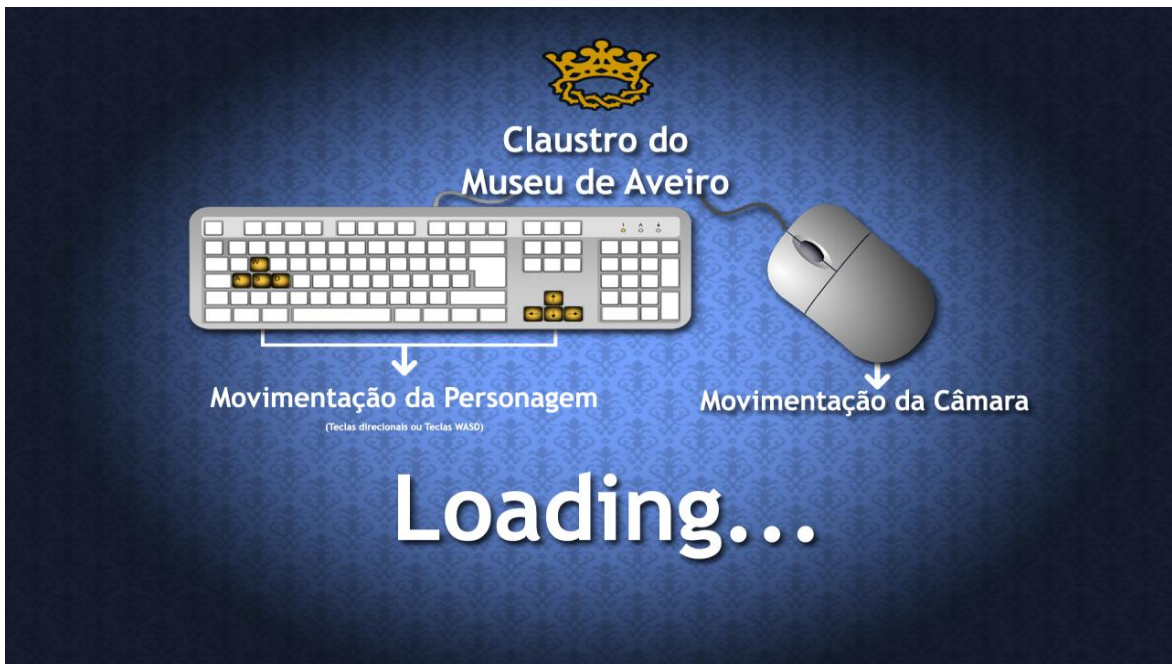 Claustro do
Museu de Aveiro
W
A S D
Movimentação da Personagem
(Teclas direcionais ou Teclas WASD)
Movimentação da Câmara
Loading...